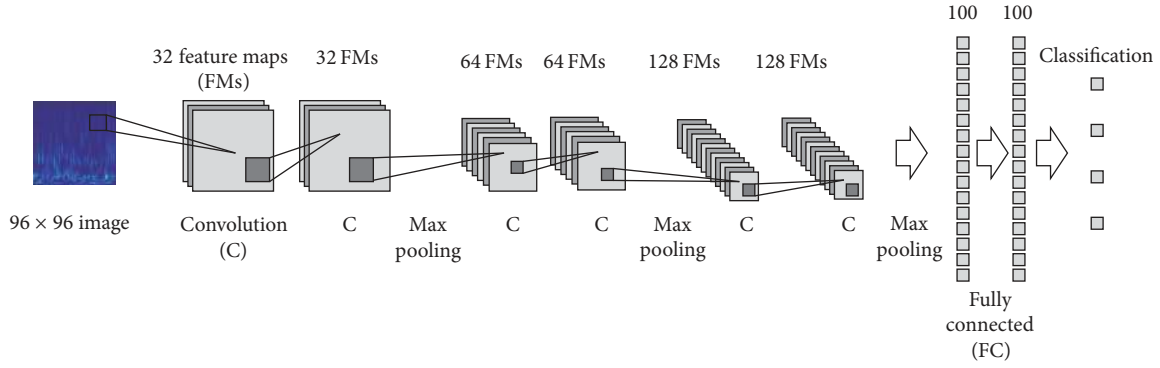 100 100
32 feature maps
(FMs)
32 FMs
64 FMs
64 FMs
128 FMs
128 FMs
Classification
96 × 96 image
Convolution
(C)
C
Max
pooling
C
C
Max
pooling
C
C
Max
pooling
Fully
connected
(FC)